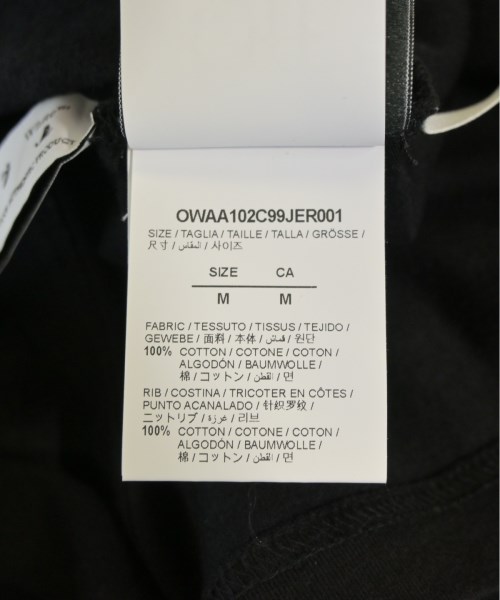 OWAA102C99JER001
SIZE / TAGLIA / TAILLE / TALLA / GRÖSSE /
尺寸 / المقاس / 사이즈
SIZE CA
M M
FABRIC / TESSUTO / TISSUS / TEJIDO /
GEWEBE / 面料 / 本体 / قماش / 원단
100% COTTON / COTONE / COTON /
ALGODÓN / BAUMWOLLE /
棉 / コットン / القطن / 면
RIB / COSTINA / TRICOTER EN CÔTES /
PUNTO ACANALADO / 针织罗纹 /
ニットリブ / غرزة / 리브
100% COTTON / COTONE / COTON /
ALGODÓN / BAUMWOLLE /
棉 / コットン / القطن / 면